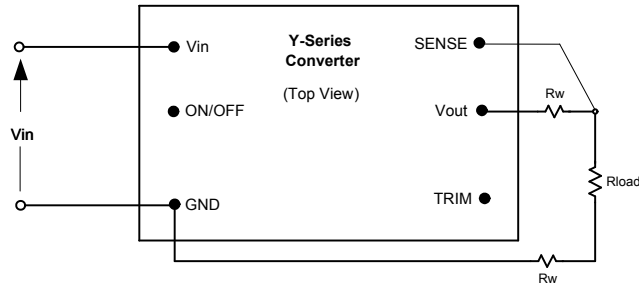 Y-Series
Converter
(Top View)
Vin
SENSE
ON/OFF
Vout
Rw
Vin
Rload
GND
TRIM
Rw